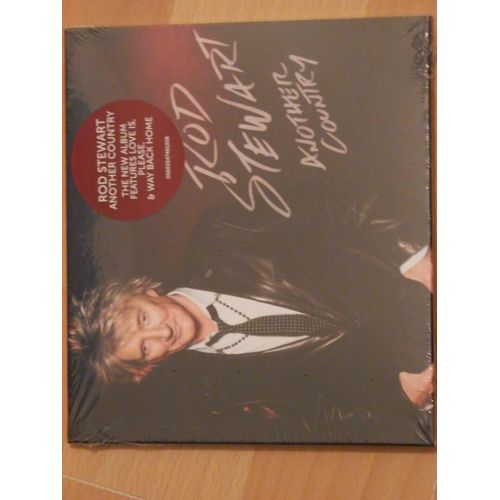 ROD
STEWART
ANOTHER
COUNTRY
ROD STEWART
ANOTHER COUNTRY
THE NEW ALBUM
FEATURES LOVE IS,
PLEASE,
& WAY BACK HOME